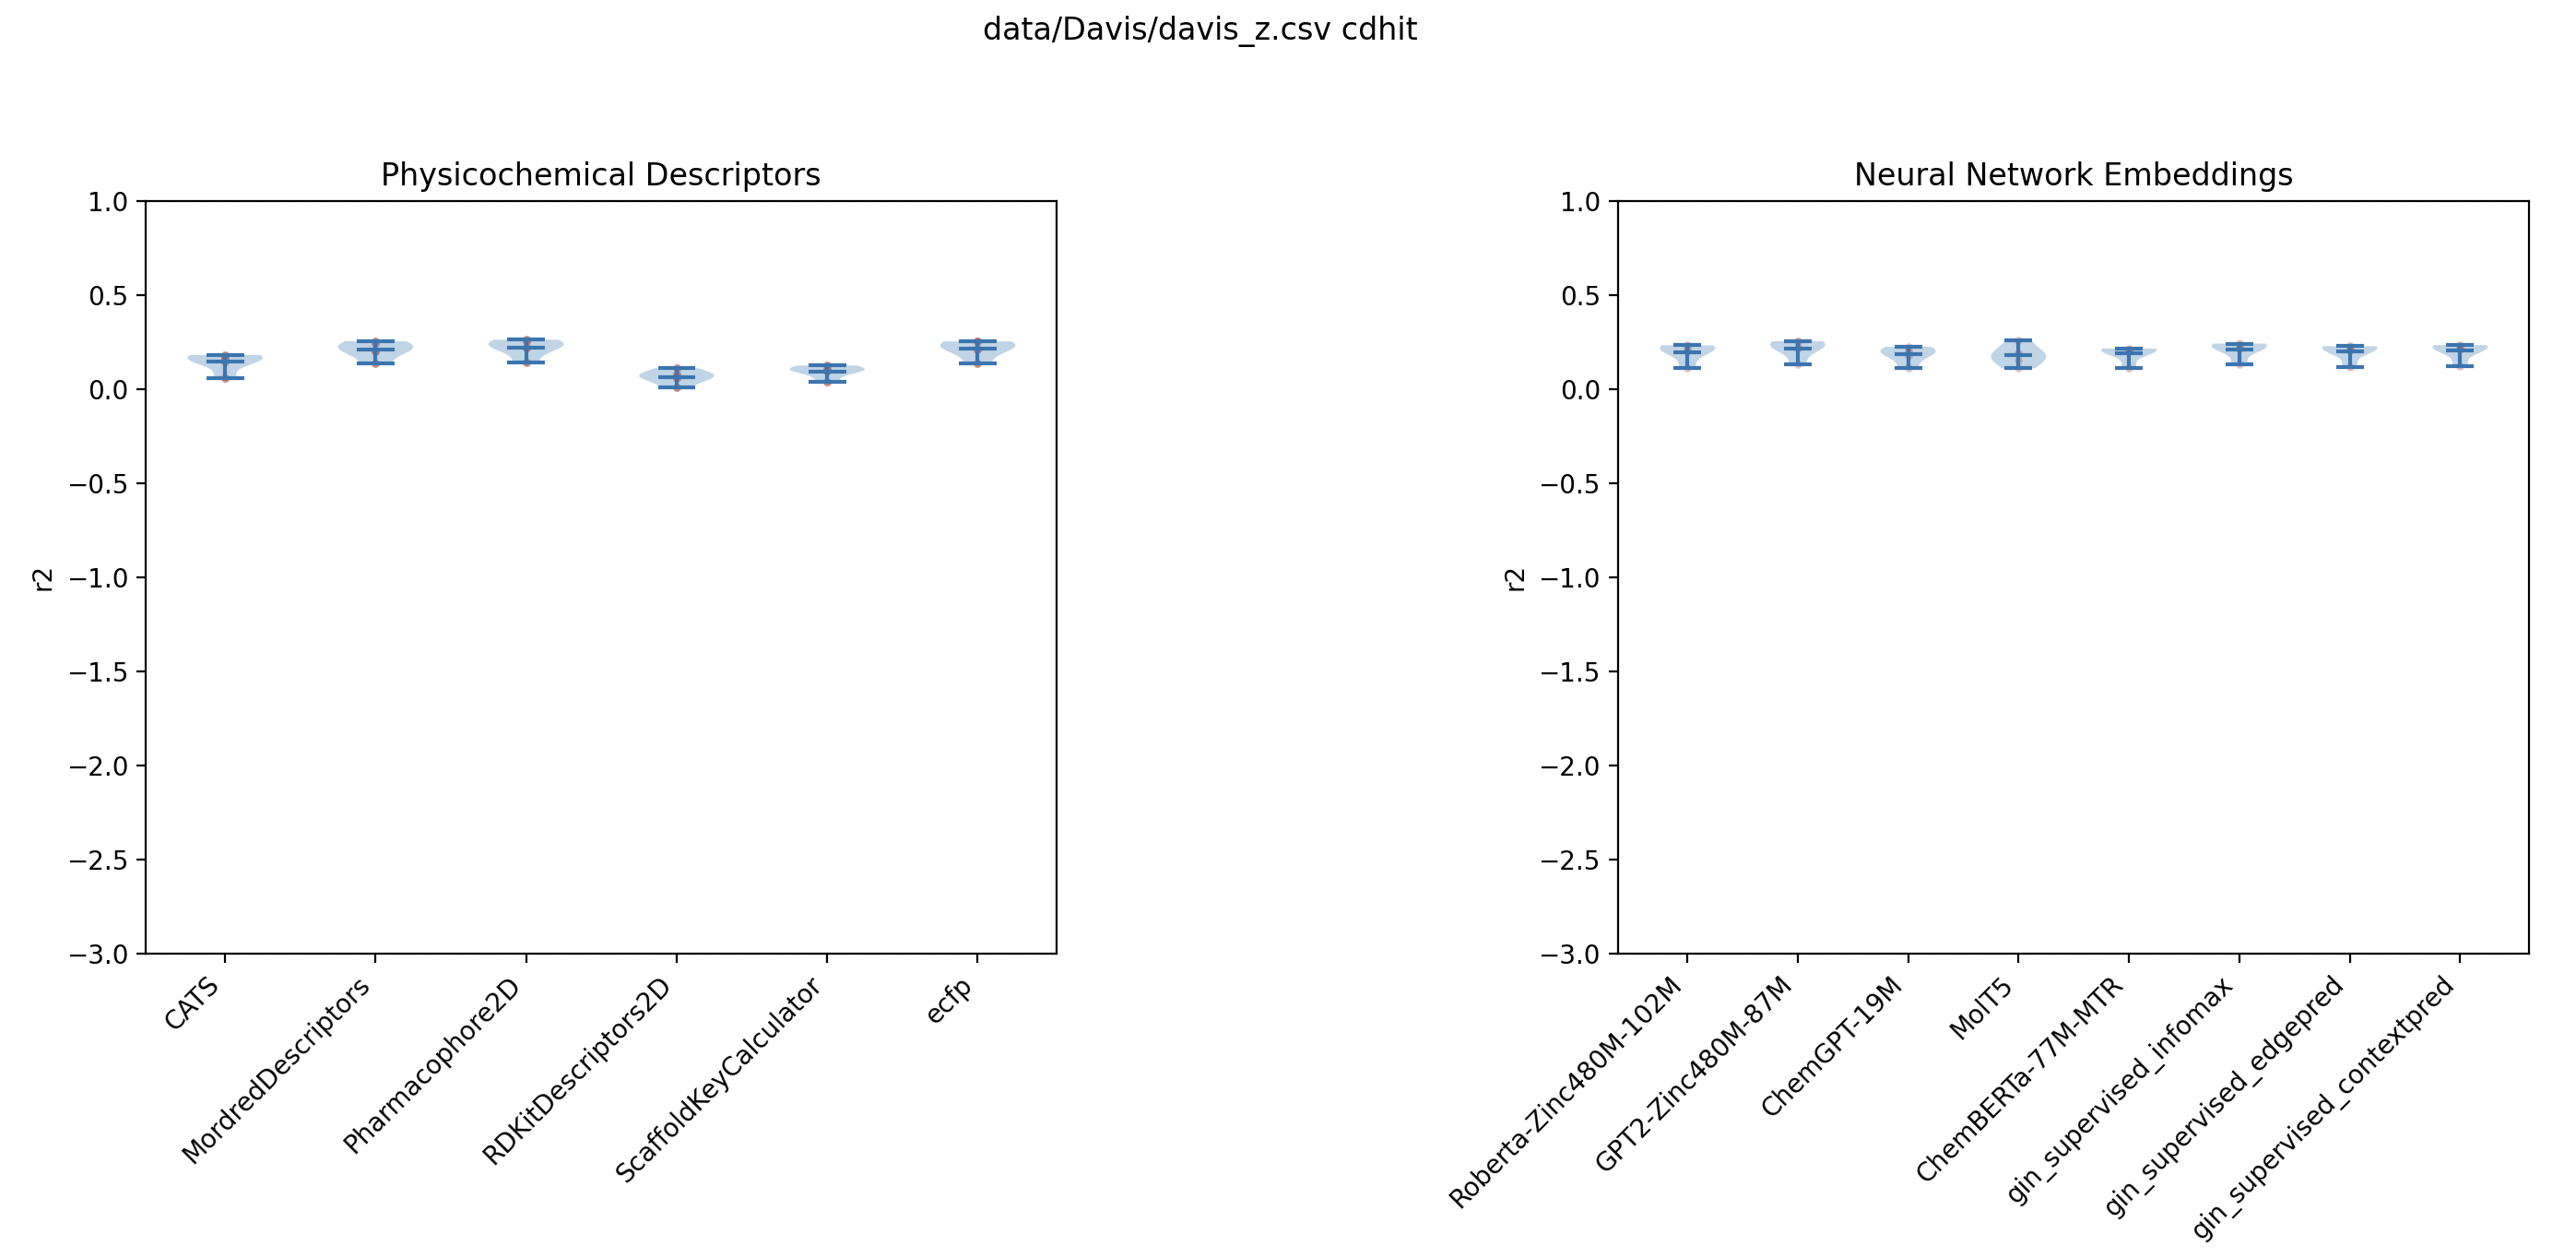 data/Davis/davis_z.csv cdhit
Physicochemical Descriptors
1.0
0.5
0.0
−0.5
−1.0
−1.5
−2.0
−2.5
−3.0
r2
CATS
MordredDescriptors
Pharmacophore2D
RDKitDescriptors2D
ScaffoldKeyCalculator
ecfp
Neural Network Embeddings
1.0
0.5
0.0
−0.5
−1.0
−1.5
−2.0
−2.5
−3.0
r2
Roberta-Zinc480M-102M
GPT2-Zinc480M-87M
ChemGPT-19M
MolT5
ChemBERTa-77M-MTR
gin_supervised_infomax
gin_supervised_edgepred
gin_supervised_contextpred